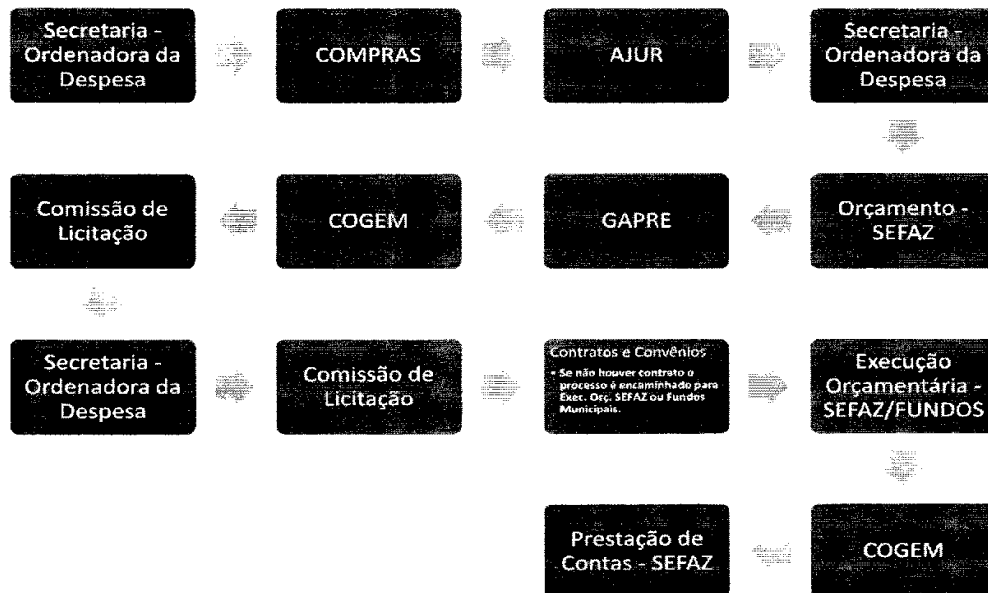 Secretaria -
Ordenadora da
Despesa
COMPRAS
AJUR
Secretaria -
Ordenadora da
Despesa
Orçamento -
SEFAZ
GAPRE
COGEM
Comissão de
Licitação
Secretaria -
Ordenadora da
Despesa
Comissão de
Licitação
Contratos e Convênios
• Se não houver contrato o
processo é encaminhado para
Exec. Orç. SEFAZ ou Fundos
Municipais.
Execução
Orçamentária -
SEFAZ/FUNDOS
COGEM
Prestação de
Contas - SEFAZ